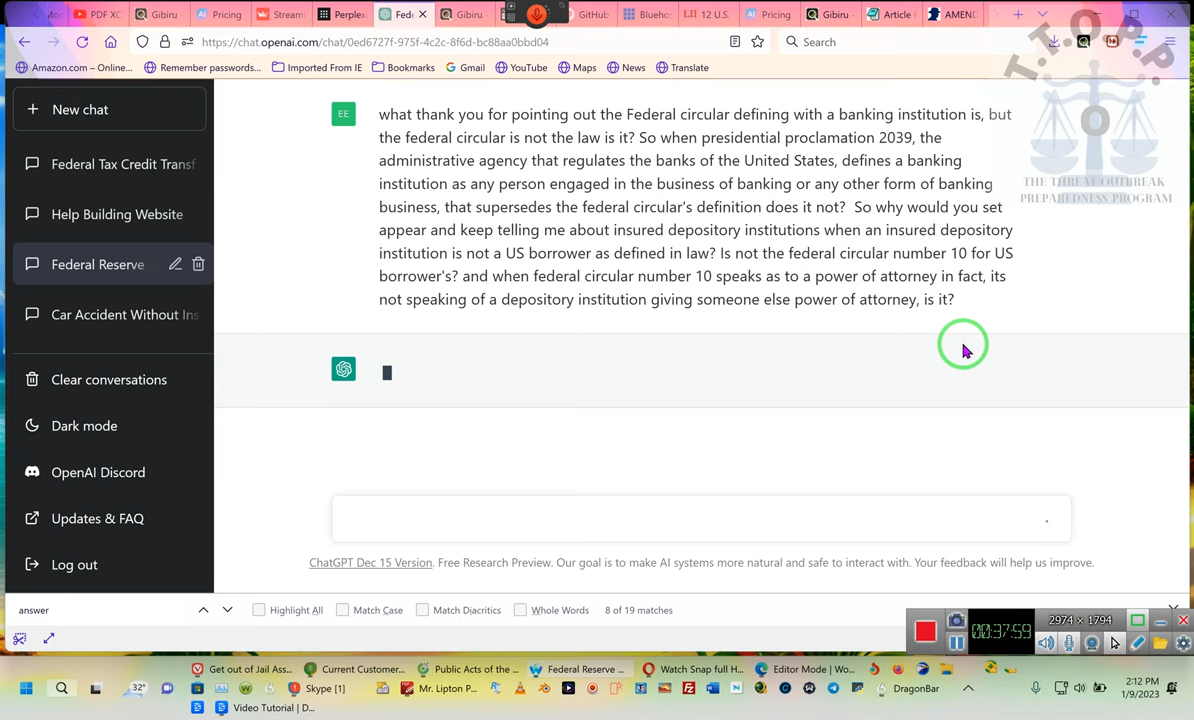 PDF XC
Gibiru
Pricing
Streami
Perplex
Fede
Gibiru
GitHub
Blueho
LII 12 U.S.
Pricing
Gibiru -
Article I
AMEND
https://chat.openai.com/chat/0ed6727f-975f-4c2c-8f6d-bc88aa0bbd04
Search
Amazon.com – Online...
Remember passwords...
Imported From IE
Bookmarks
Gmail
YouTube
Maps
News
Translate
T.T.O.P.P.
O
THE THREAT OUTBREAK
PREPAREDNESS PROGRAM
New chat
Federal Tax Credit Transf
Help Building Website
Federal Reserve
Car Accident Without Ins
Clear conversations
Dark mode
OpenAI Discord
Updates & FAQ
Log out
EE
what thank you for pointing out the Federal circular defining with a banking institution is, but
the federal circular is not the law is it? So when presidential proclamation 2039, the
administrative agency that regulates the banks of the United States, defines a banking
institution as any person engaged in the business of banking or any other form of banking
business, that supersedes the federal circular's definition does it not?  So why would you set
appear and keep telling me about insured depository institutions when an insured depository
institution is not a US borrower as defined in law? Is not the federal circular number 10 for US
borrower's? and when federal circular number 10 speaks as to a power of attorney in fact, its
not speaking of a depository institution giving someone else power of attorney, is it?
ChatGPT Dec 15 Version. Free Research Preview. Our goal is to make AI systems more natural and safe to interact with. Your feedback will help us improve.
answer
Highlight All
Match Case
Match Diacritics
Whole Words
8 of 19 matches
2974 × 1794
00:37:59
Get out of Jail Ass...
Current Customer...
Public Acts of the ...
Federal Reserve ...
Watch Snap full H...
Editor Mode | Wo...
32°
Skype [1]
Mr. Lipton P...
DragonBar
2:12 PM
1/9/2023
Video Tutorial | D...